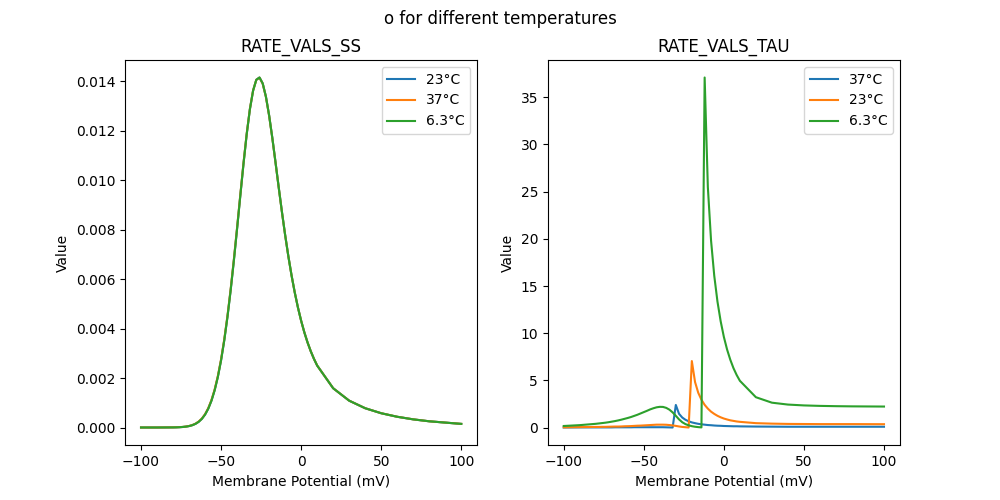 o for different temperatures
RATE_VALS_SS
23°C
37°C
6.3°C
0.014
0.012
0.010
0.008
0.006
0.004
0.002
0.000
Value
−100
−50
0
50
100
Membrane Potential (mV)
RATE_VALS_TAU
37°C
23°C
6.3°C
35
30
25
20
15
10
5
0
Value
−100
−50
0
50
100
Membrane Potential (mV)